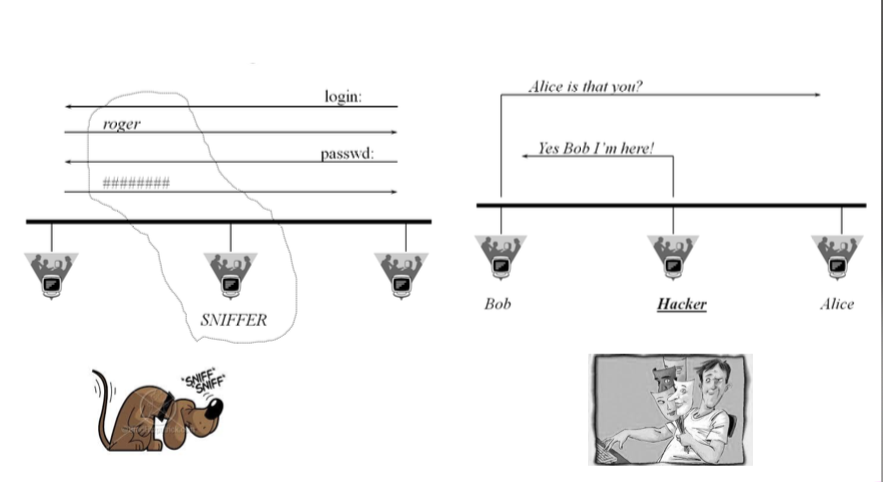 login:
roger
passwd:
########
SNIFFER
"SNIFF"
"SNIFF"
Alice is that you?
Yes Bob I'm here!
Bob
Hacker
Alice